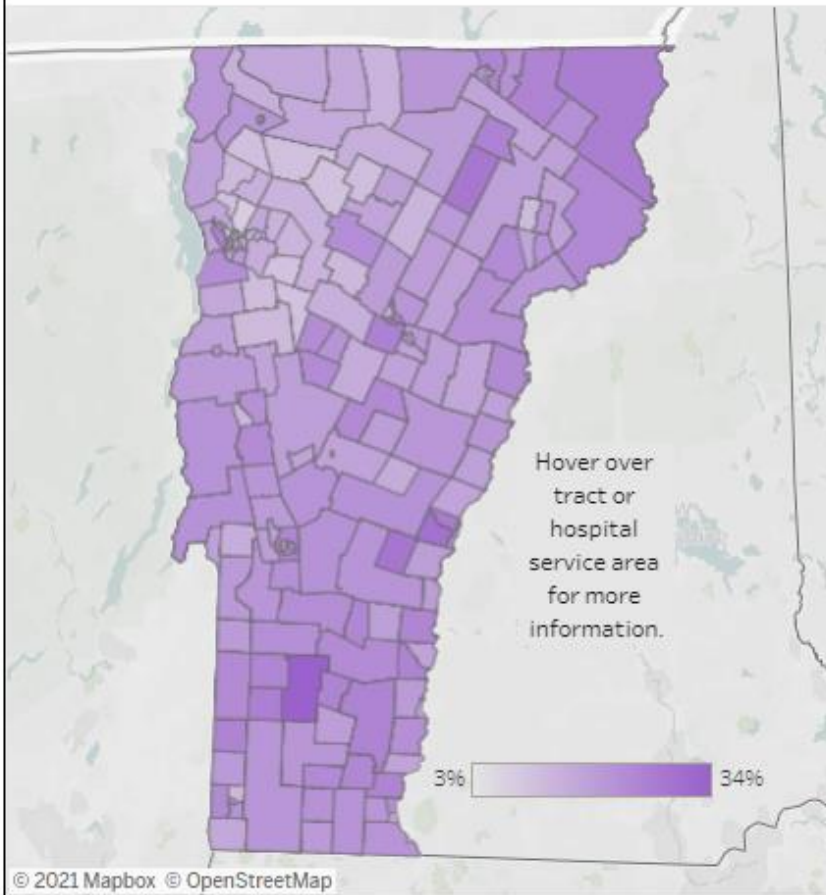 Hover over
tract or
hospital
service area
for more
information.
3%
34%
© 2021 Mapbox © OpenStreetMap